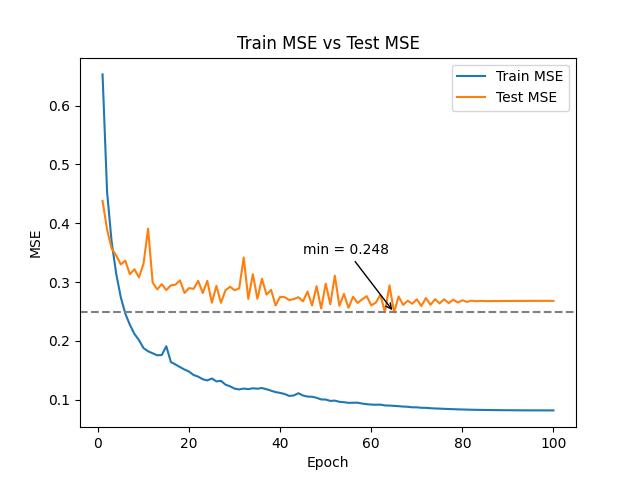 Train MSE vs Test MSE
Train MSE
Test MSE
0.6
0.5
0.4
0.3
0.2
0.1
MSE
min = 0.248
0 20 40 60 80 100
Epoch